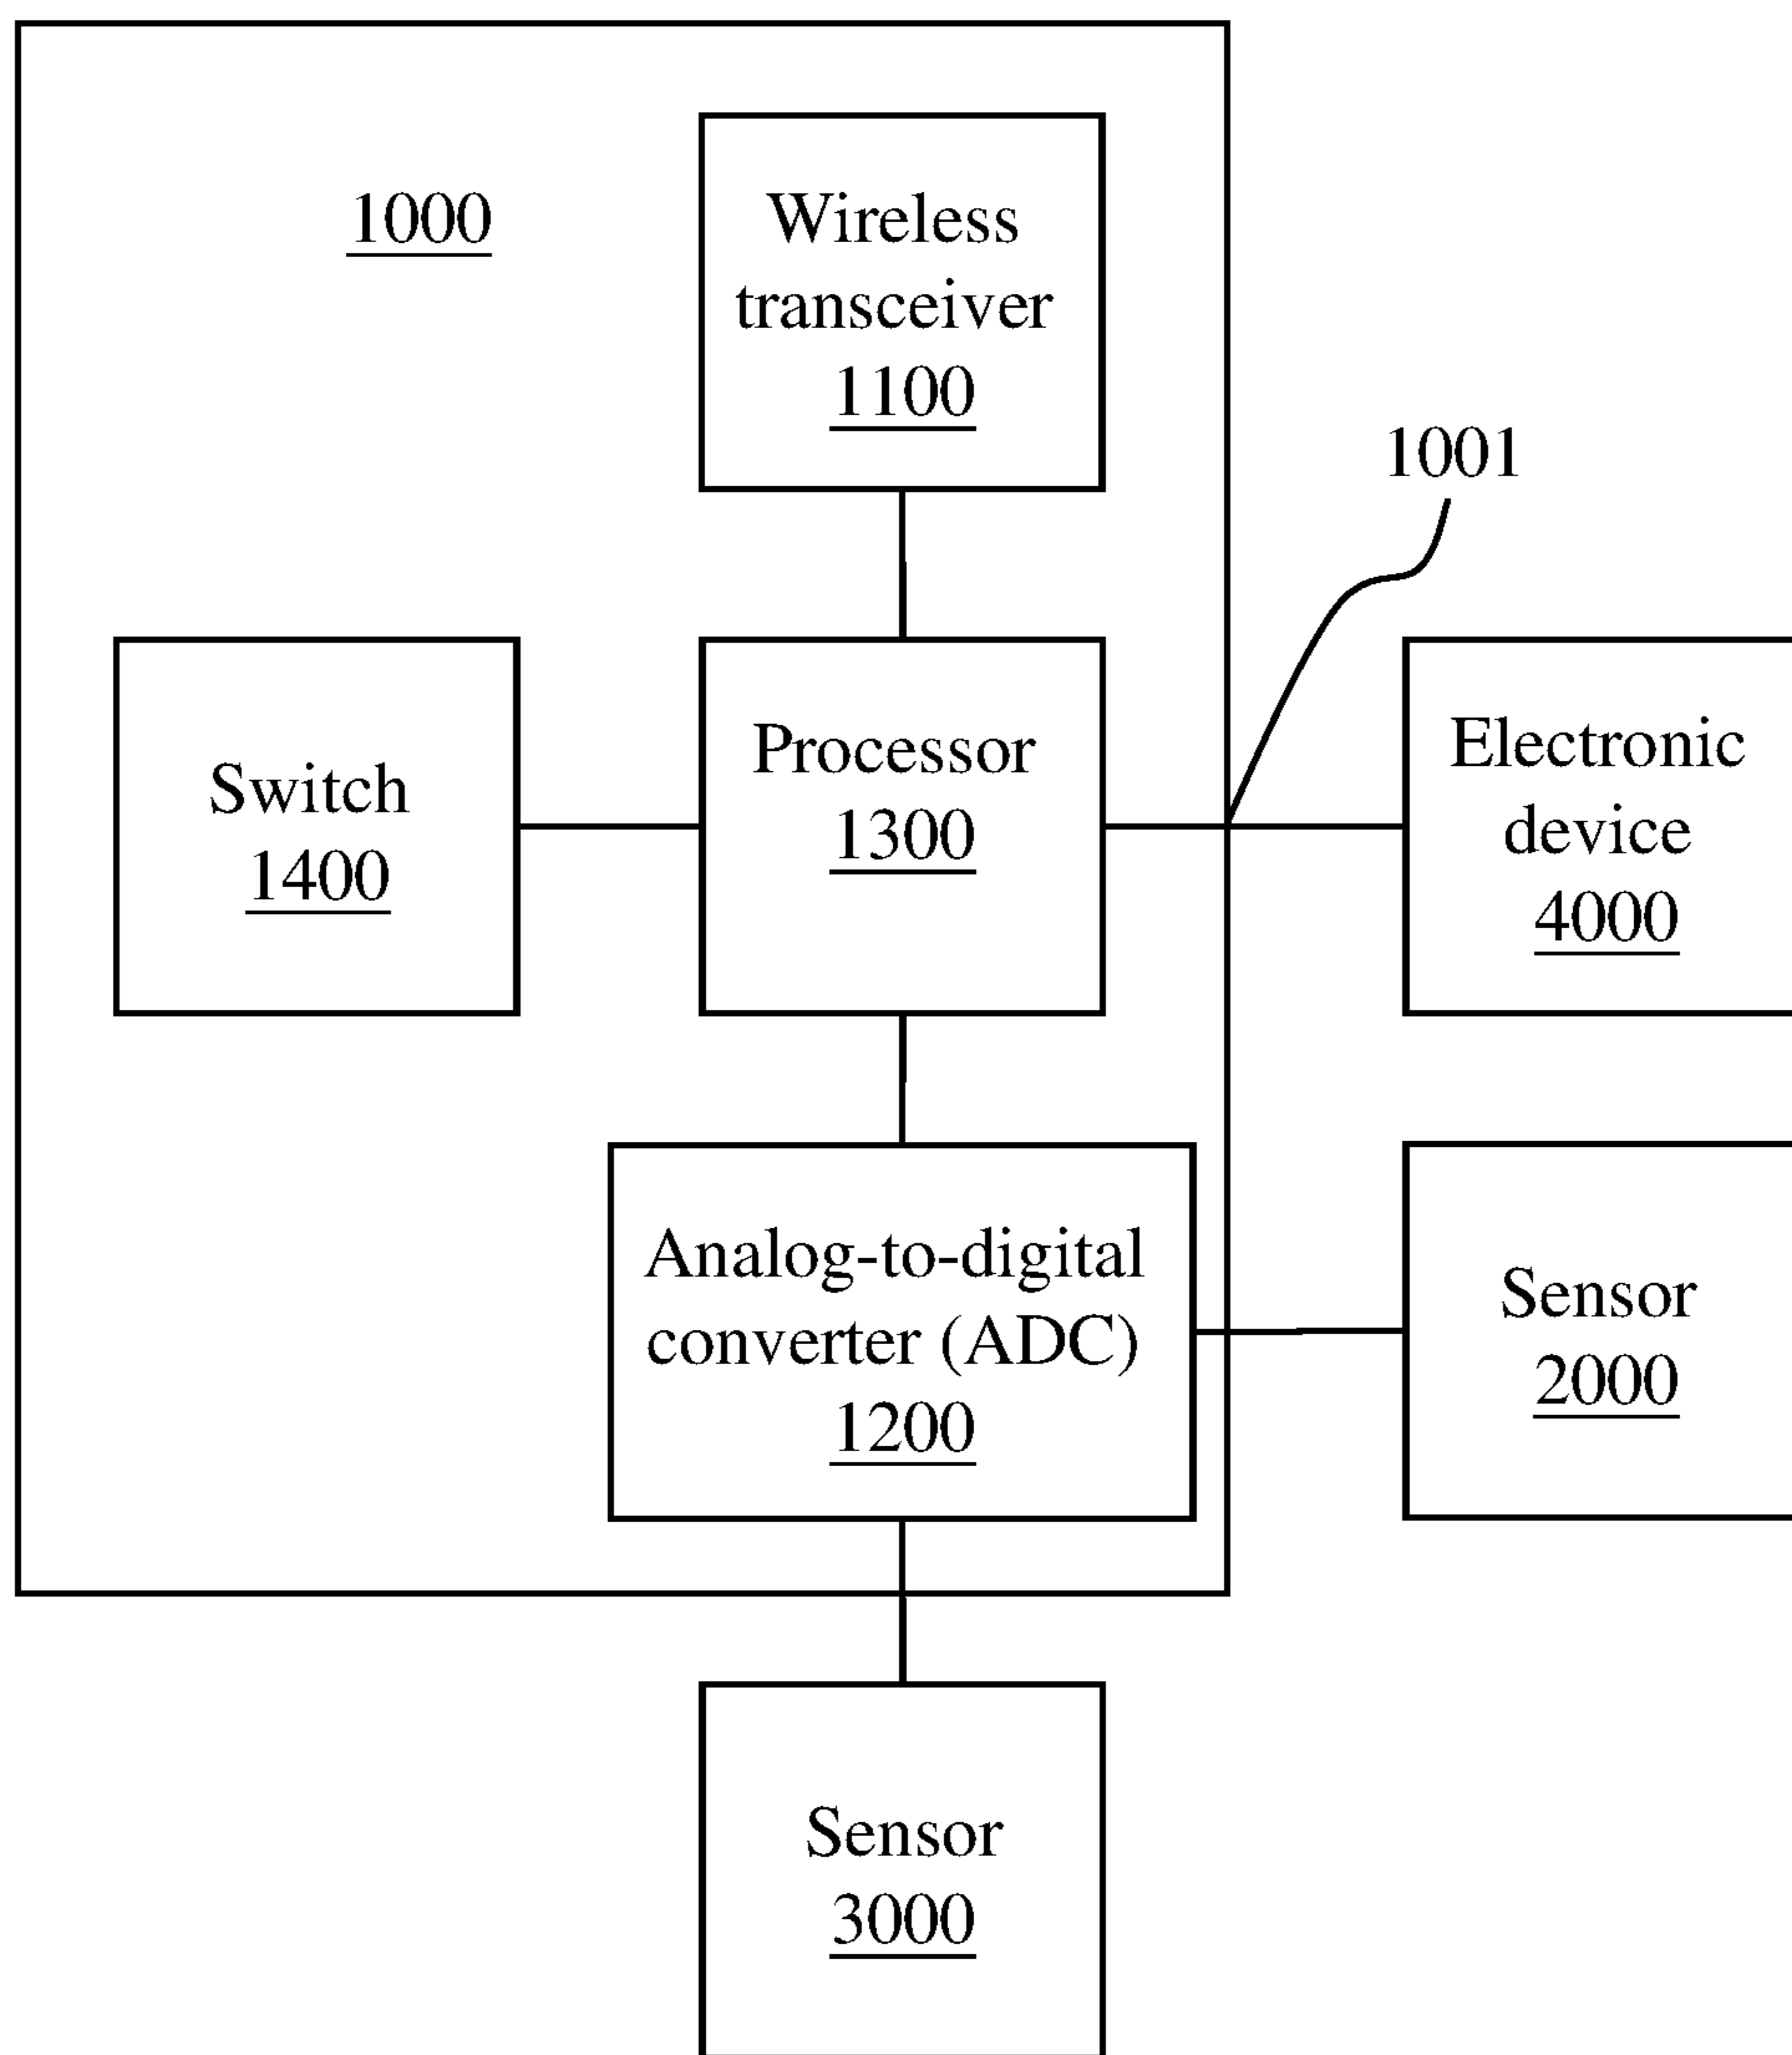 1000
Wireless
transceiver
1100
1001
Switch
1400
Processor
1300
Electronic
device
4000
Analog-to-digital
converter (ADC)
1200
Sensor
2000
Sensor
3000